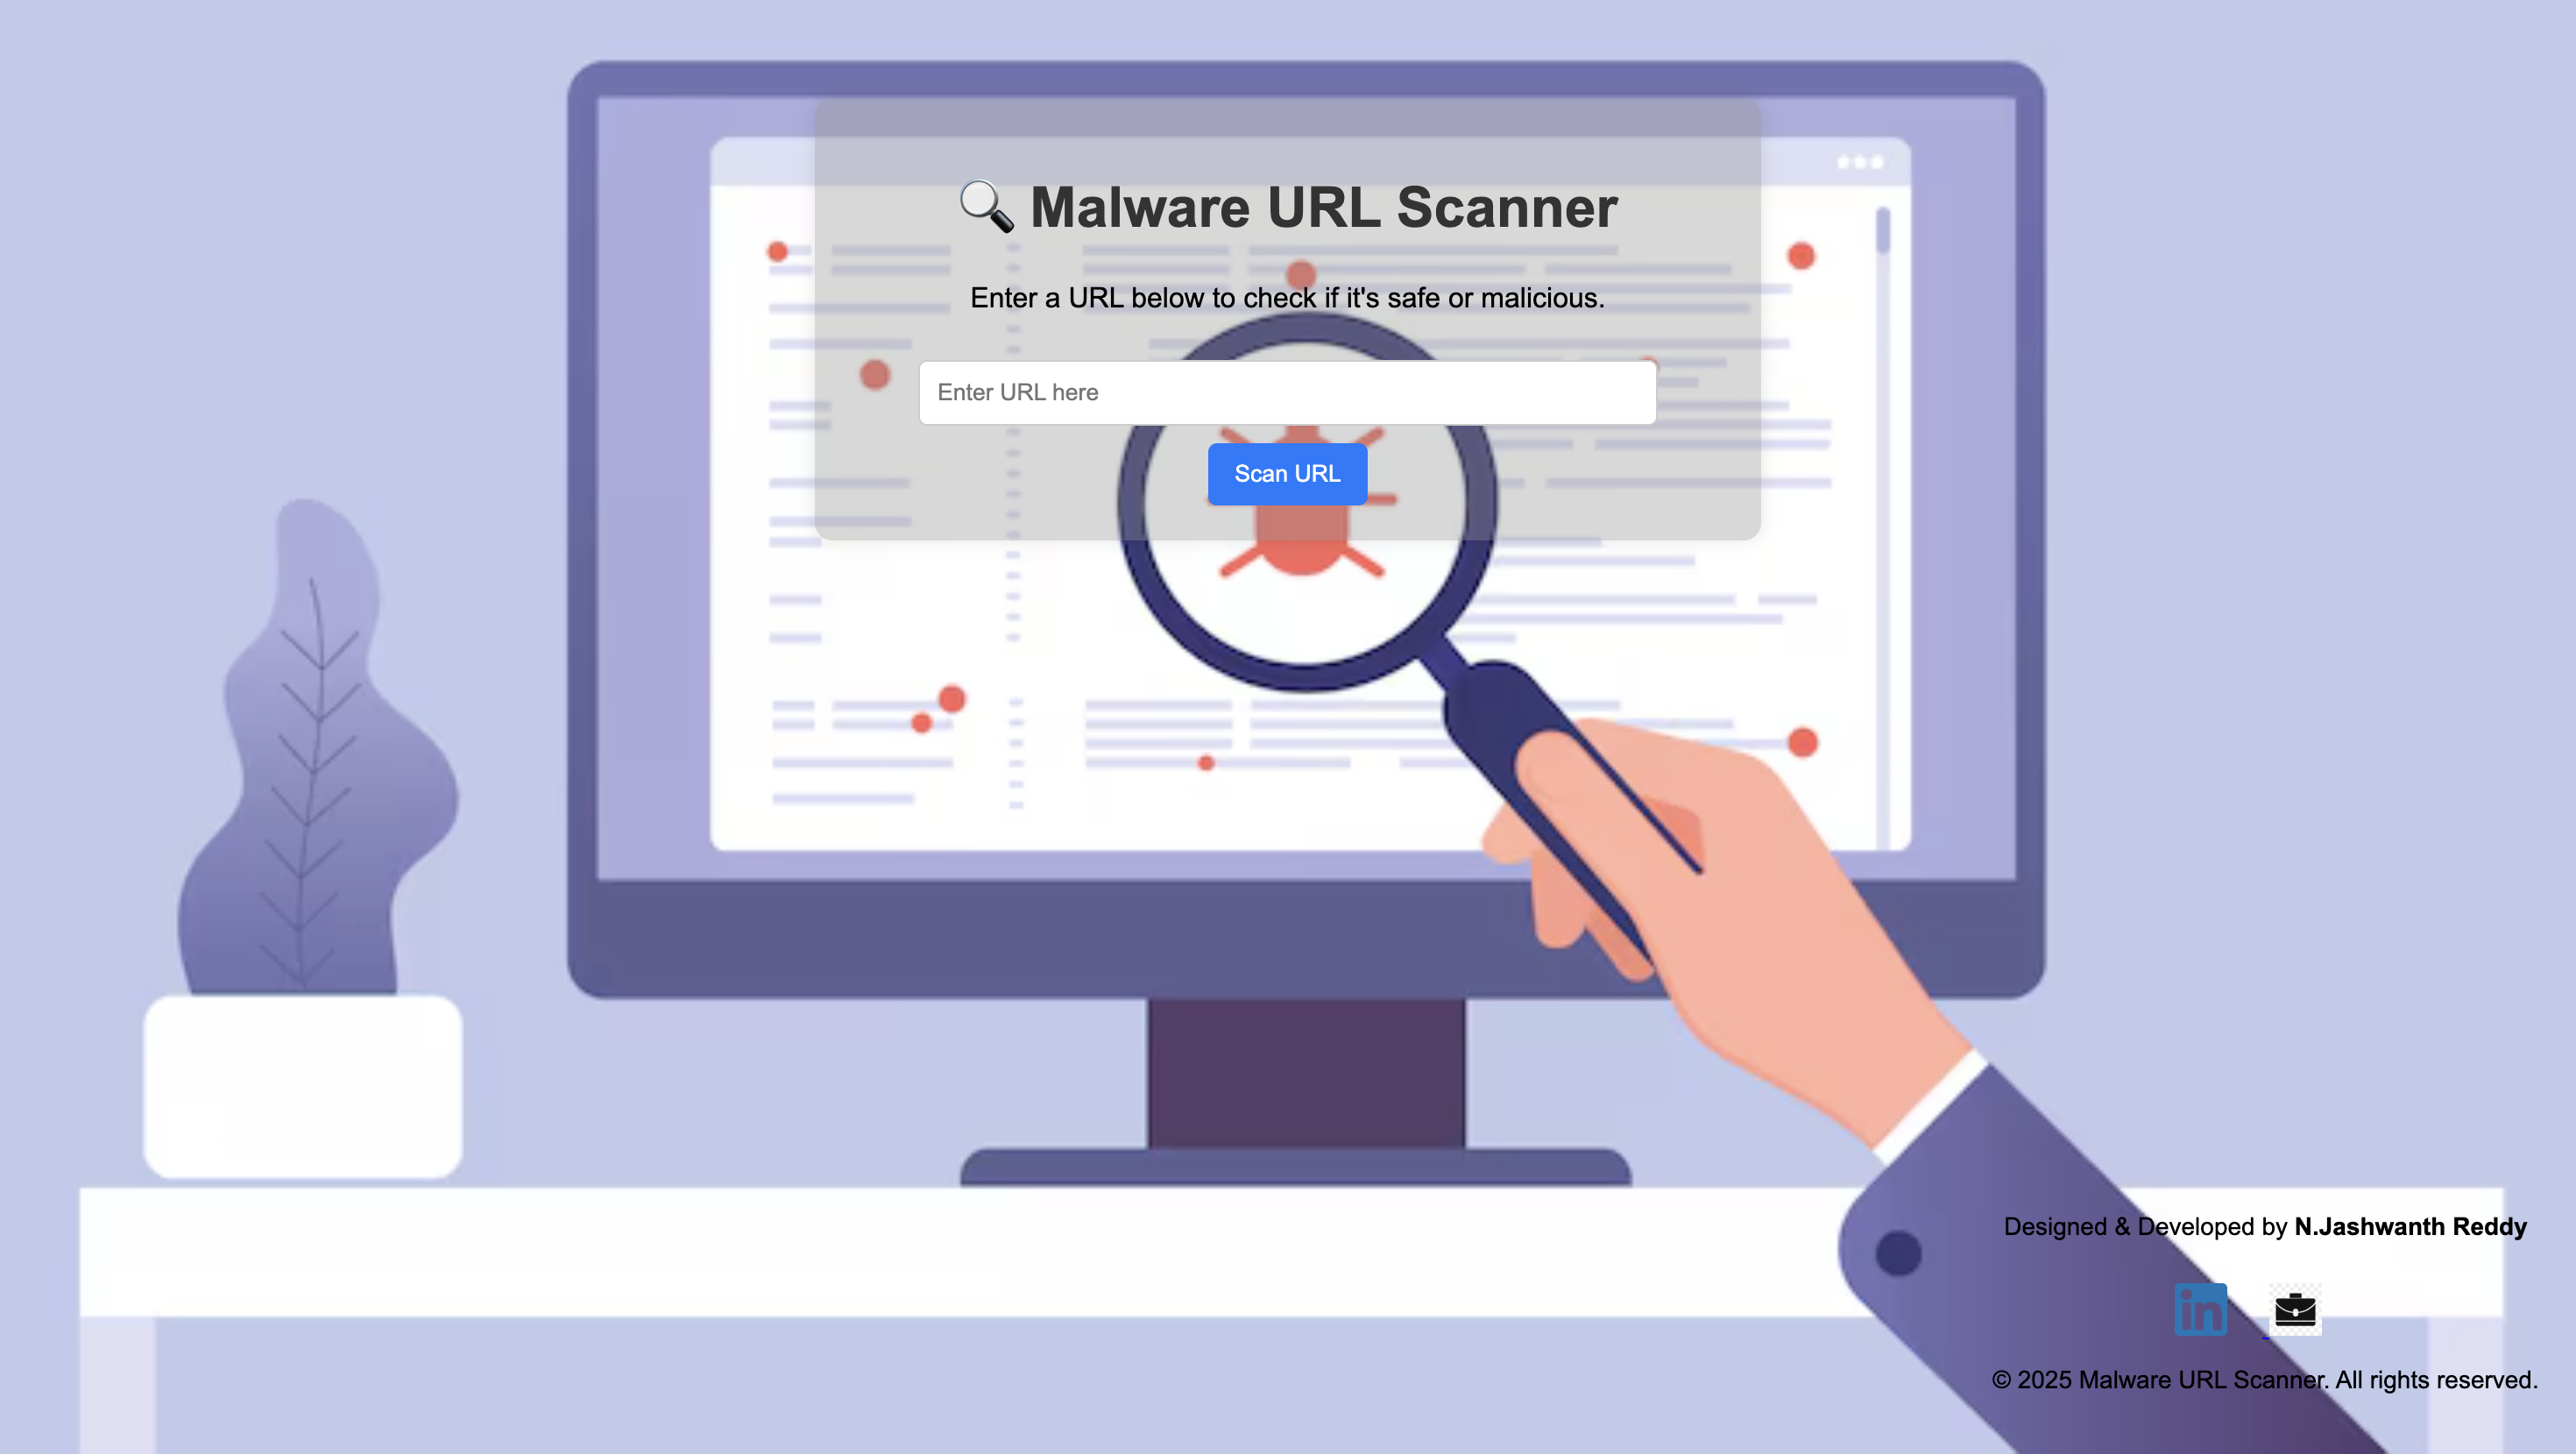 🔍 Malware URL Scanner
Enter a URL below to check if it's safe or malicious.
Enter URL here
Scan URL
Designed & Developed by N.Jashwanth Reddy
in
© 2025 Malware URL Scanner. All rights reserved.